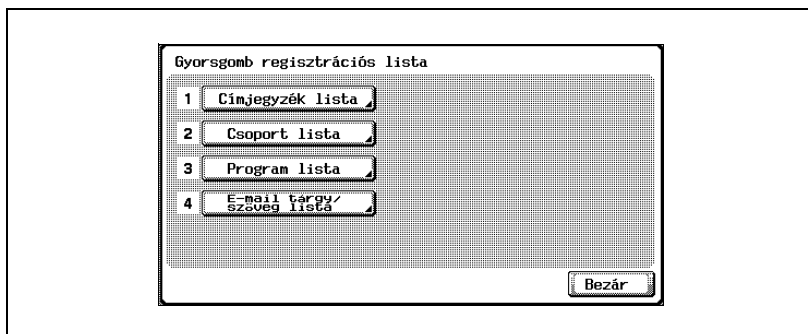 Gyorsgomb regisztrációs lista
1 Címjegyzék lista
2 Csoport lista
3 Program lista
4 E-mail tárgy/
szöveg lista
Bezár